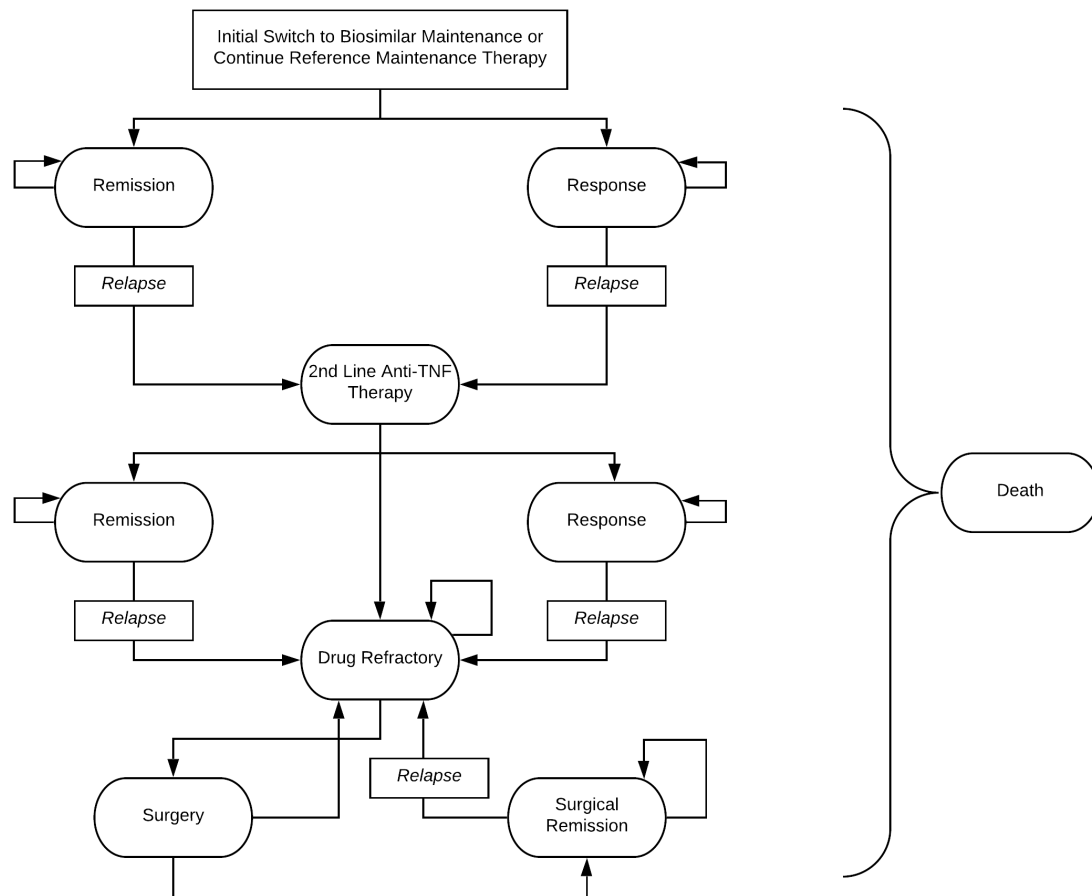 Initial Switch to Biosimilar Maintenance or
Continue Reference Maintenance Therapy
Remission
Response
Relapse
Relapse
2nd Line Anti-TNF
Therapy
Death
Remission
Response
Relapse
Relapse
Drug Refractory
Relapse
Surgery
Surgical
Remission